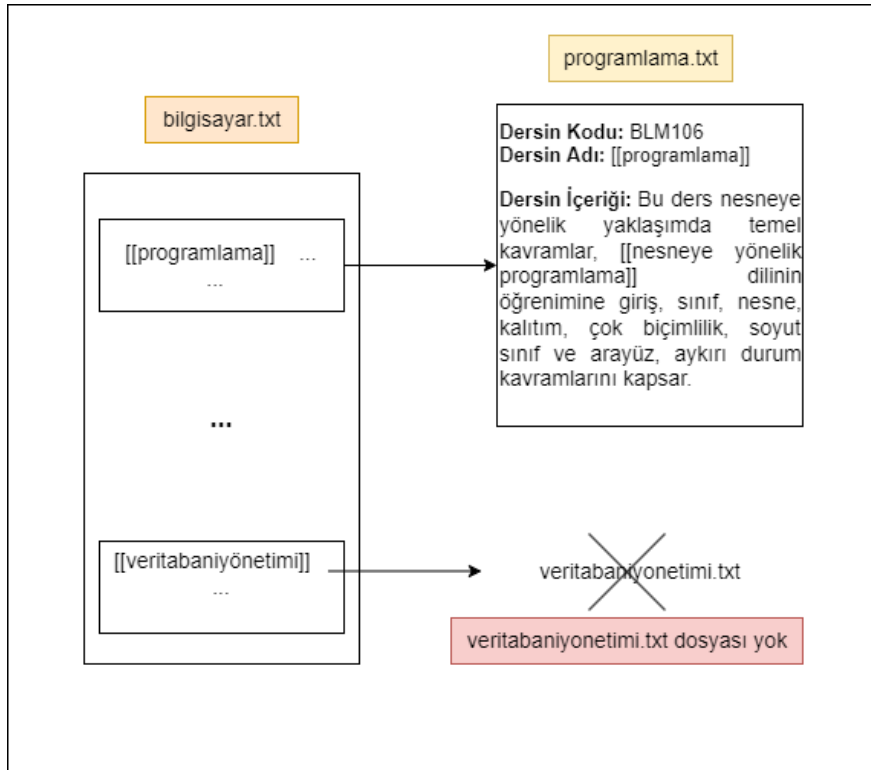 programlama.txt
bilgisayar.txt
Dersin Kodu: BLM106
Dersin Adı: [[programlama]]
Dersin İçeriği: Bu ders nesneye
yönelik yaklaşımda temel
kavramlar, [[nesneye yönelik
programlama]] dilinin
öğrenimine giriş, sınıf, nesne,
kalıtım, çok biçimlilik, soyut
sınıf ve arayüz, aykırı durum
kavramlarını kapsar.
[[programlama]] ...
...
...
[[veritabaniyönetimi]]
...
veritabaniyonetimi.txt
veritabaniyonetimi.txt dosyası yok